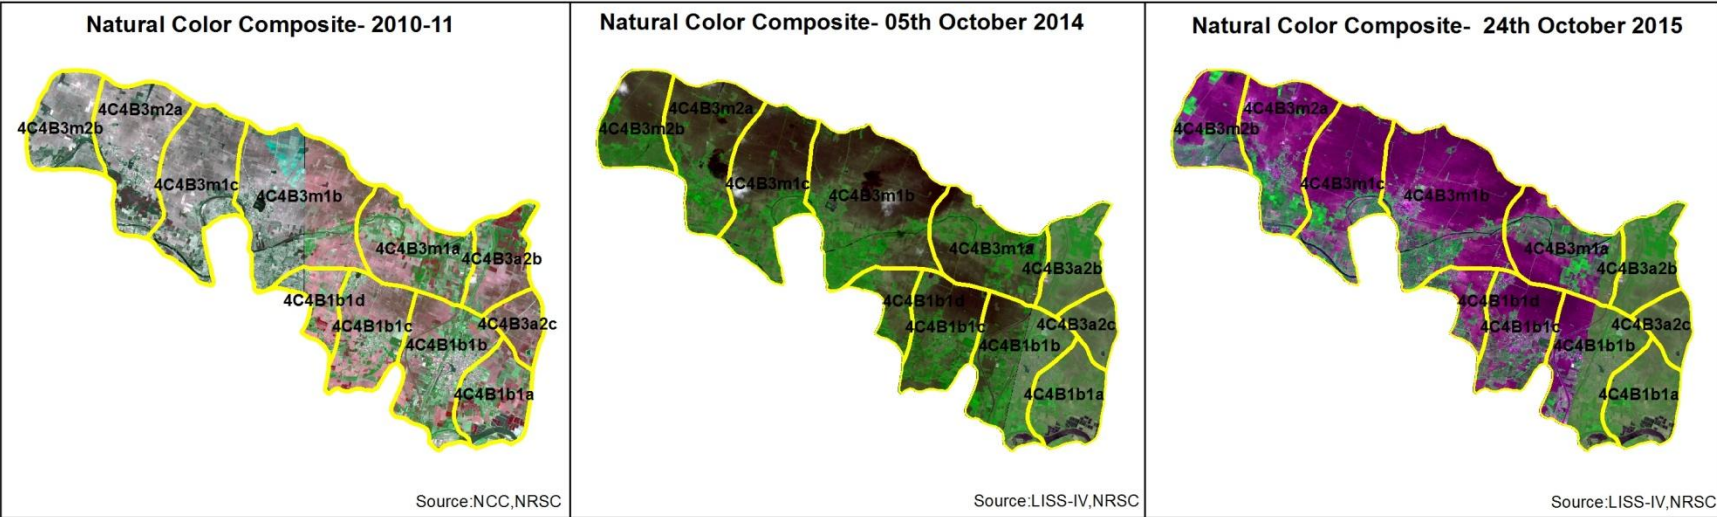 Natural Color Composite- 2010-11
4C4B3m2a
4C4B3m2b
4C4B3m1c
4C4B3m1b
4C4B3m1a
4C4B3a2b
4C4B1b1d
4C4B1b1c
4C4B3a2c
4C4B1b1b
4C4B1b1a
Source:NCC,NRSC
Natural Color Composite- 05th October 2014
4C4B3m2a
4C4B3m2b
4C4B3m1c
4C4B3m1b
4C4B3m1a
4C4B3a2b
4C4B1b1d
4C4B1b1c
4C4B3a2c
4C4B1b1b
4C4B1b1a
Source:LISS-IV,NRSC
Natural Color Composite- 24th October 2015
4C4B3m2a
4C4B3m2b
4C4B3m1c
4C4B3m1b
4C4B3m1a
4C4B3a2b
4C4B1b1d
4C4B1b1c
4C4B3a2c
4C4B1b1b
4C4B1b1a
Source:LISS-IV,NRSC